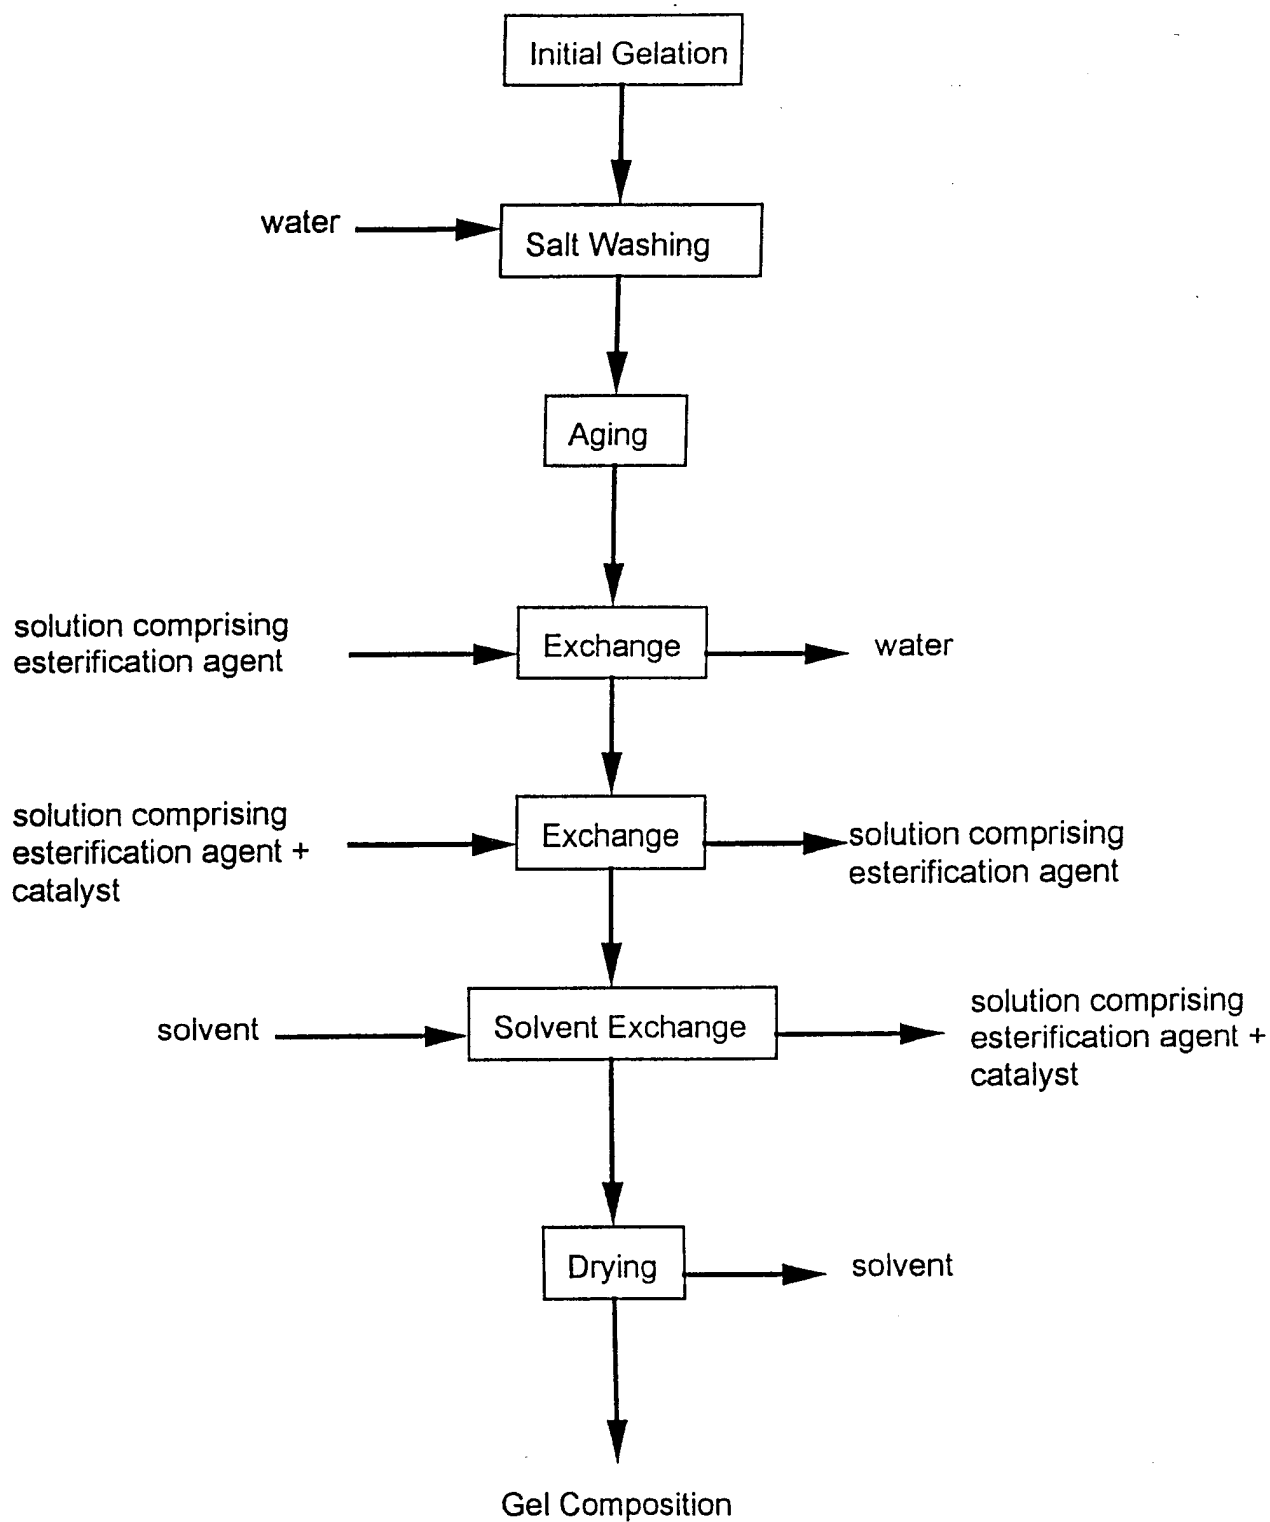 Initial Gelation
water
Salt Washing
Aging
solution comprising
esterification agent
Exchange
water
solution comprising
esterification agent +
catalyst
Exchange
solution comprising
esterification agent
solvent
Solvent Exchange
solution comprising
esterification agent +
catalyst
Drying
solvent
Gel Composition